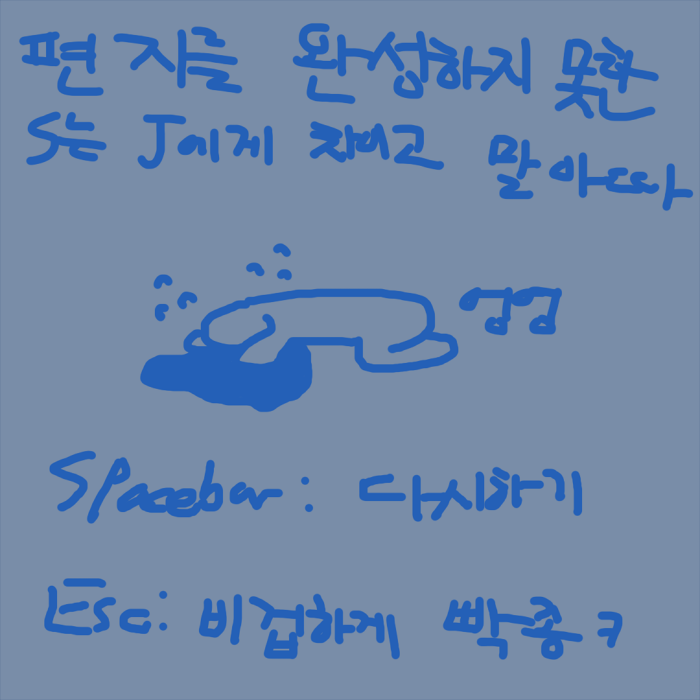 편지를 완성하지 못한
S는 J에게 차이고 말아따
엉엉
Spacebar: 다시하기
Esc: 비겁하게 빡종ㅋ